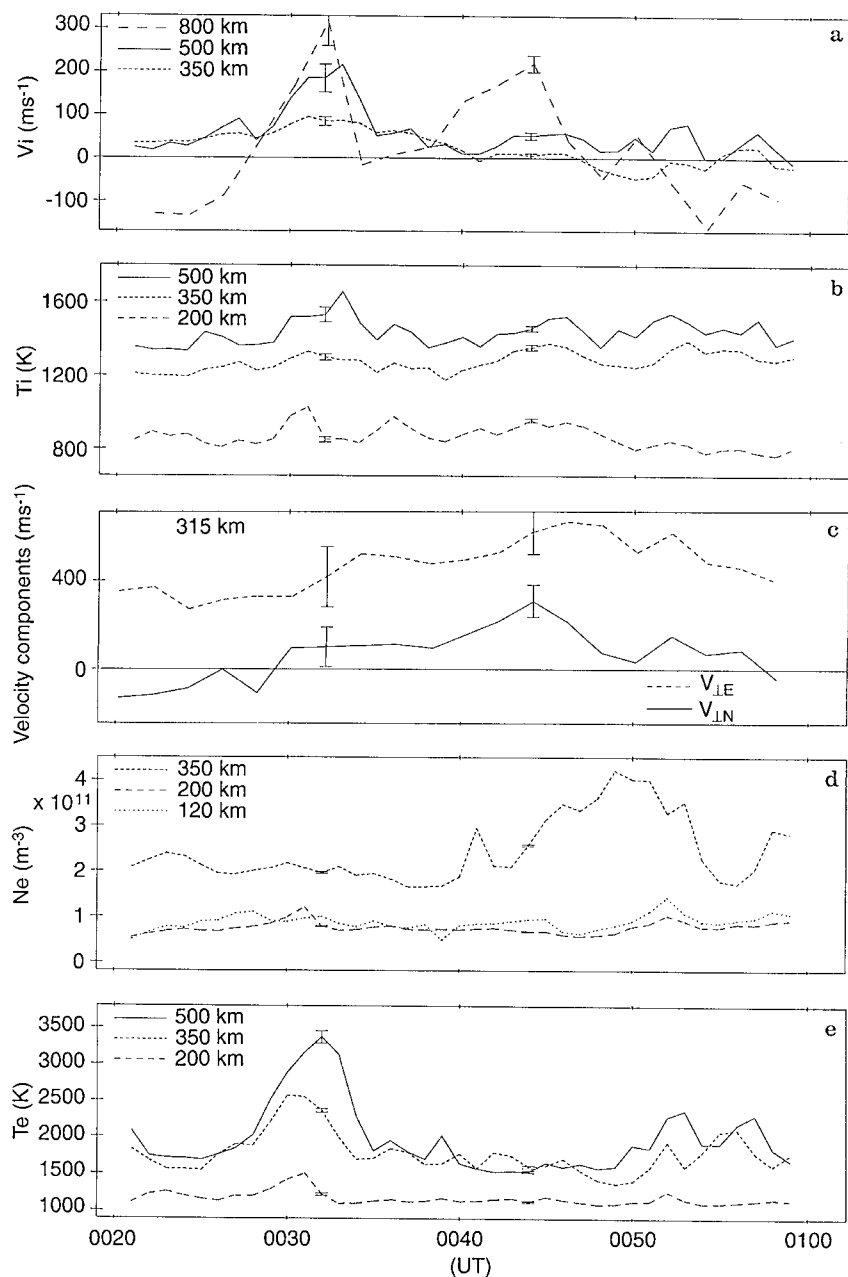 a
300
200
100
0
-100
Vi (ms-1)
800 km
500 km
350 km
b
1600
1200
800
Ti (K)
500 km
350 km
200 km
c
315 km
400
0
Velocity components (ms-1)
V⊥E
V⊥N
d
4
3
2
1
0
x 10¹¹
Ne (m-3)
350 km
200 km
120 km
e
3500
3000
2500
2000
1500
1000
Te (K)
500 km
350 km
200 km
0020 0030 0040 0050 0100
(UT)